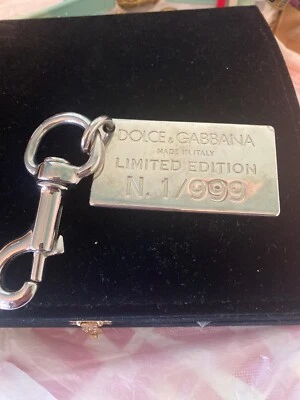 DOLCE & GABBANA
MADE IN ITALY
LIMITED EDITION
N. 1/999